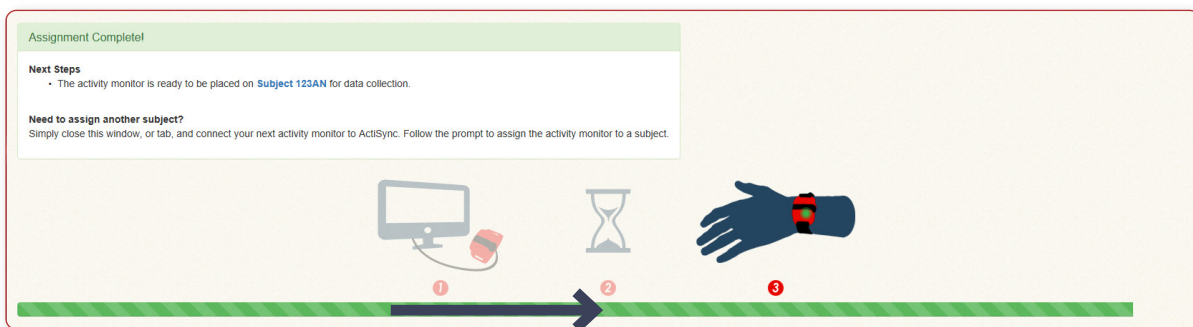 Assignment Complete!
Next Steps
• The activity monitor is ready to be placed on Subject 123AN for data collection.
Need to assign another subject?
Simply close this window, or tab, and connect your next activity monitor to ActiSync. Follow the prompt to assign the activity monitor to a subject.
1 2 3